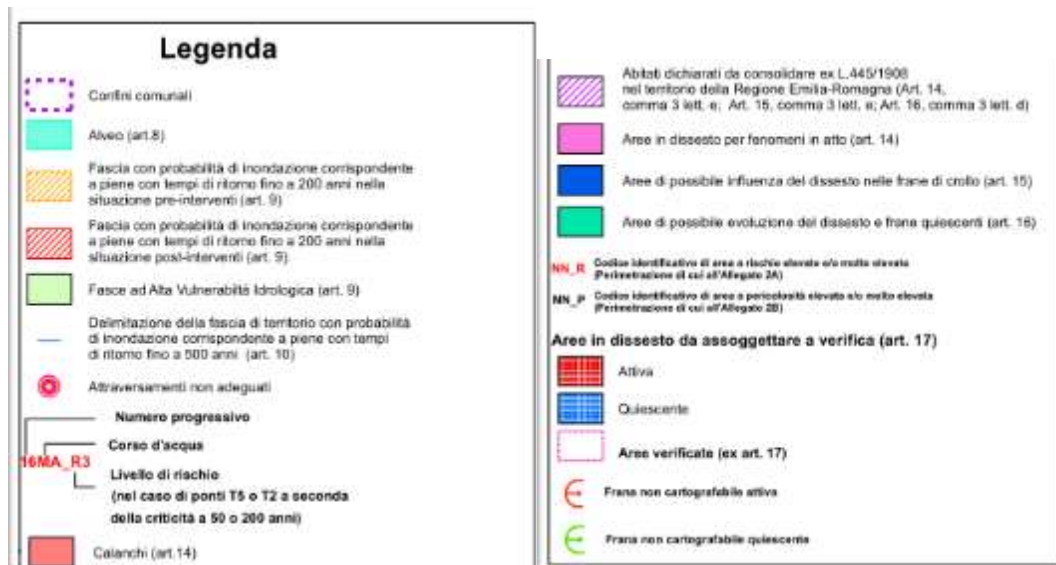 Legenda
Confini comunali
Alveo (art.8)
Fascia con probabilità di inondazione corrispondente
a piene con tempi di ritorno fino a 200 anni nella
situazione pre-interventi (art. 9)
Fascia con probabilità di inondazione corrispondente
a piene con tempi di ritorno fino a 200 anni nella
situazione post-interventi (art. 9)
Fasce ad Alta Vulnerabiltà Idrologica (art. 9)
Delimitazione della fascia di territorio con probabilità
di inondazione corrispondente a piene con tempi
di ritorno fino a 500 anni (art. 10)
Attraversamenti non adeguati
Numero progressivo
Corso d'acqua
16MA_R3
Livello di rischio
(nel caso di ponti T5 o T2 a seconda
della criticità a 50 o 200 anni)
Calanchi (art.14)
Abitati dichiarati da consolidare ex L.445/1908
nel territorio della Regione Emilia-Romagna (Art. 14,
comma 3 lett. e; Art. 15, comma 3 lett. e; Art. 16, comma 3 lett. d)
Aree in dissesto per fenomeni in atto (art. 14)
Aree di possibile influenza del dissesto nelle frane di crollo (art. 15)
Aree di possibile evoluzione del dissesto e frane quiescenti (art. 16)
NN_R Codice identificativo di area a rischio elevato e/o molto elevato
(Perimetrazione di cui all'Allegato 2A)
NN_P Codice identificativo di area a pericolosità elevata e/o molto elevata
(Perimetrazione di cui all'Allegato 2B)
Aree in dissesto da assoggettare a verifica (art. 17)
Attiva
Quiescente
Aree verificate (ex art. 17)
Frana non cartografabile attiva
Frana non cartografabile quiescente